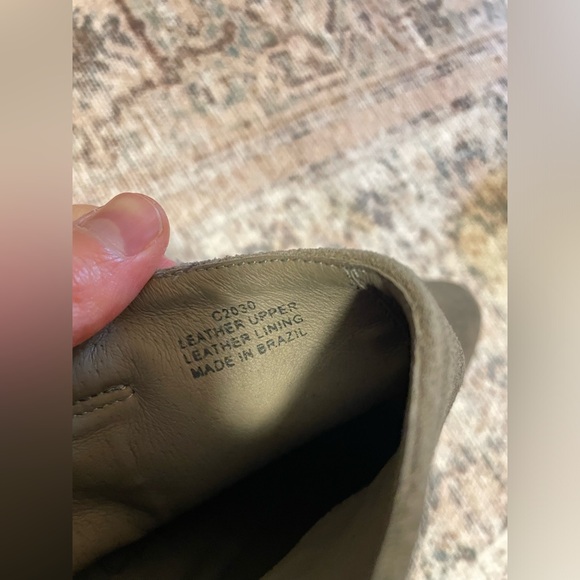 C2030
LEATHER UPPER
LEATHER LINING
MADE IN BRAZIL